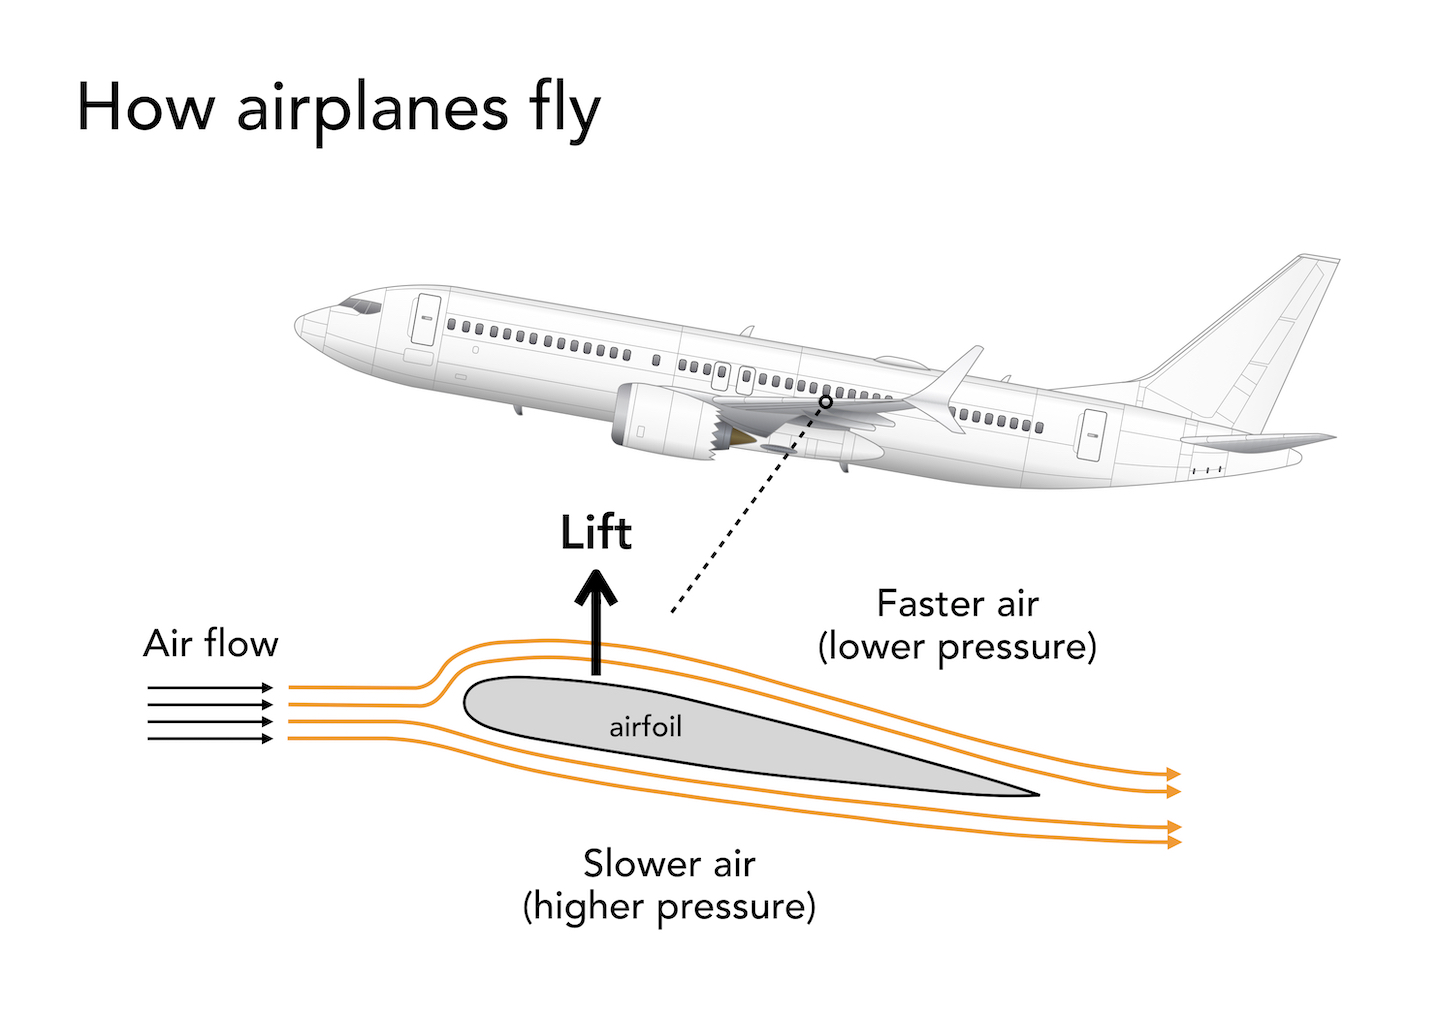 How airplanes fly
Lift
Faster air
(lower pressure)
Air flow
airfoil
Slower air
(higher pressure)